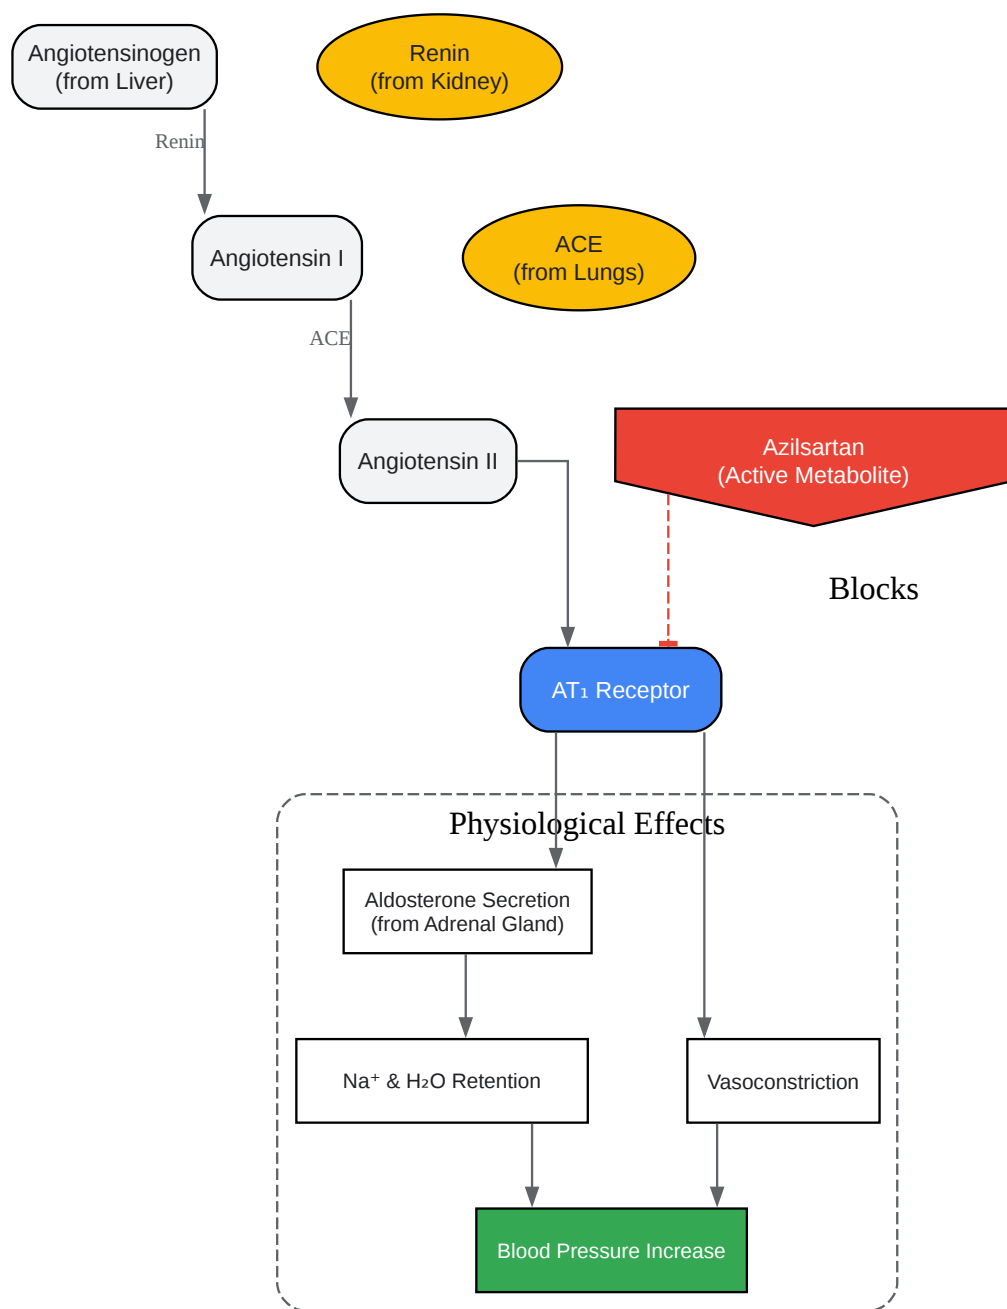 Angiotensinogen
(from Liver)
Renin
(from Kidney)
Renin
Angiotensin I
ACE
(from Lungs)
ACE
Angiotensin II
Azilsartan
(Active Metabolite)
Blocks
AT₁ Receptor
Physiological Effects
Aldosterone Secretion
(from Adrenal Gland)
Na⁺ & H₂O Retention
Vasoconstriction
Blood Pressure Increase